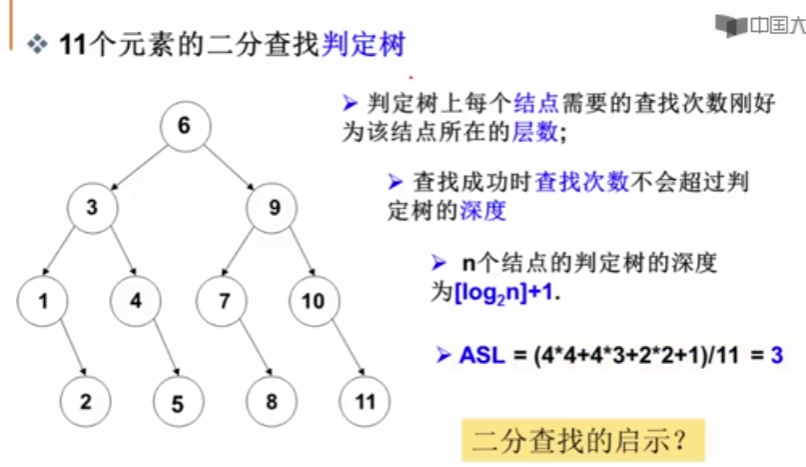 中国大
❖ 11个元素的二分查找判定树
➢ 判定树上每个结点需要的查找次数刚好
为该结点所在的层数；
➢ 查找成功时查找次数不会超过判
定树的深度
➢ n个结点的判定树的深度
为[log₂n]+1.
➢ ASL = (4*4+4*3+2*2+1)/11 = 3
二分查找的启示？
6
3 9
1 4 7 10
2 5 8 11